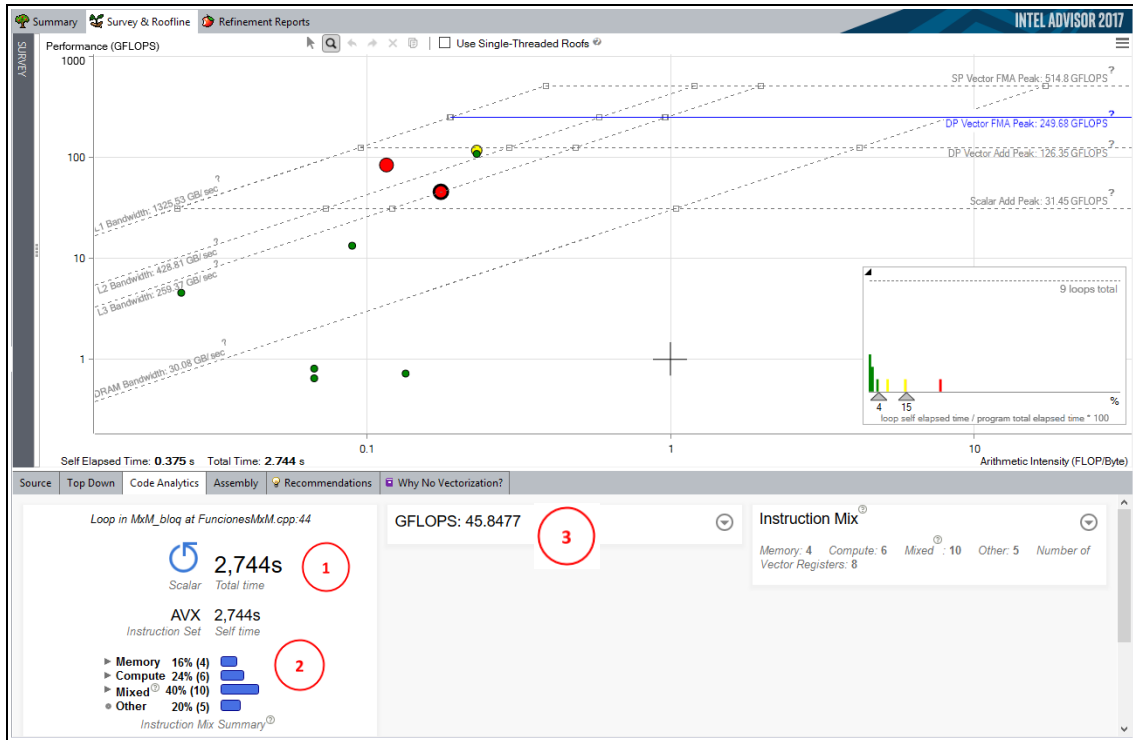 Summary Survey & Roofline Refinement Reports INTEL ADVISOR 2017
SURVEY
Performance (GFLOPS) Use Single-Threaded Roofs ?
1000
SP Vector FMA Peak: 514.8 GFLOPS ?
DP Vector FMA Peak: 249.68 GFLOPS ?
100
DP Vector Add Peak: 126.35 GFLOPS ?
L1 Bandwidth: 1325.53 GB/sec ?
Scalar Add Peak: 31.45 GFLOPS ?
L2 Bandwidth: 428.81 GB/sec ?
10
L3 Bandwidth: 259.37 GB/sec ?
9 loops total
1
DRAM Bandwidth: 30.08 GB/sec ?
%
4 15
loop self elapsed time / program total elapsed time * 100
0.1 1 10
Self Elapsed Time: 0.375 s Total Time: 2.744 s Arithmetic Intensity (FLOP/Byte)
Source Top Down Code Analytics Assembly Recommendations Why No Vectorization?
Loop in MxM_bloq at FuncionesMxM.cpp:44
2,744s
Scalar Total time
1
AVX 2,744s
Instruction Set Self time
Memory 16% (4)
Compute 24% (6)
Mixed ? 40% (10)
Other 20% (5)
2
Instruction Mix Summary ?
GFLOPS: 45.8477
3
Instruction Mix ?
Memory: 4 Compute: 6 Mixed ? : 10 Other: 5 Number of
Vector Registers: 8